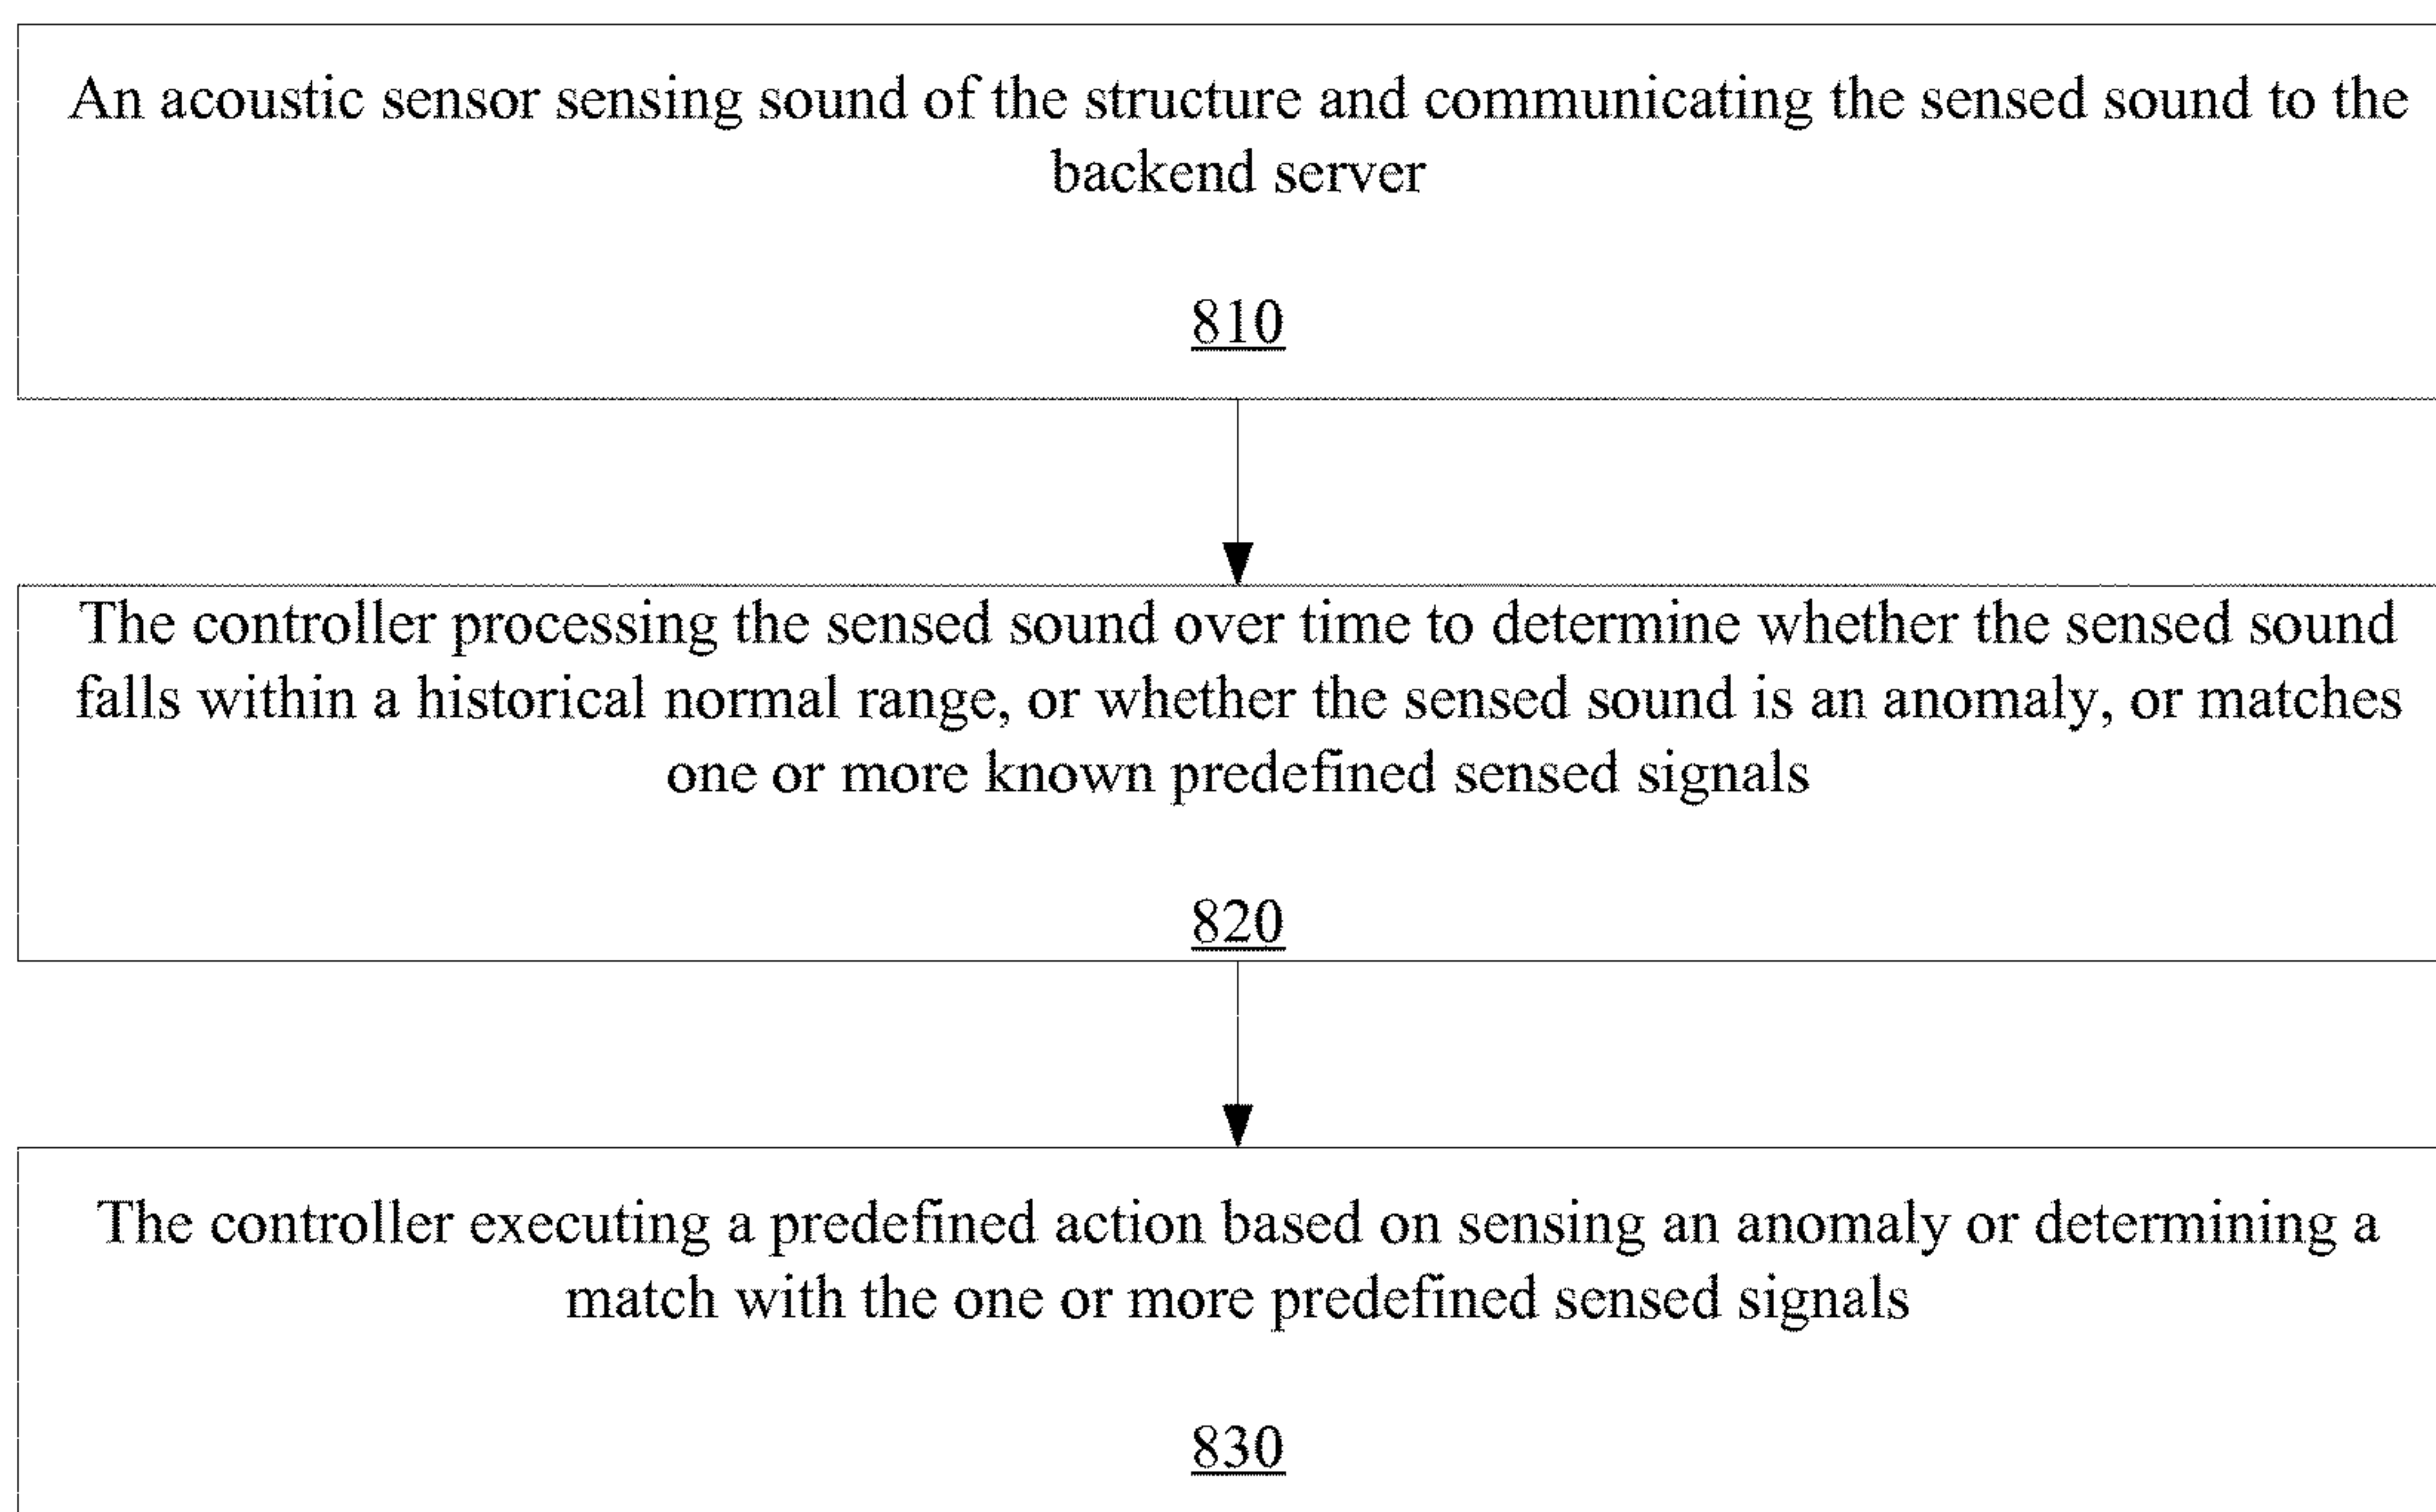 An acoustic sensor sensing sound of the structure and communicating the sensed sound to the
backend server
810
The controller processing the sensed sound over time to determine whether the sensed sound
falls within a historical normal range, or whether the sensed sound is an anomaly, or matches
one or more known predefined sensed signals
820
The controller executing a predefined action based on sensing an anomaly or determining a
match with the one or more predefined sensed signals
830